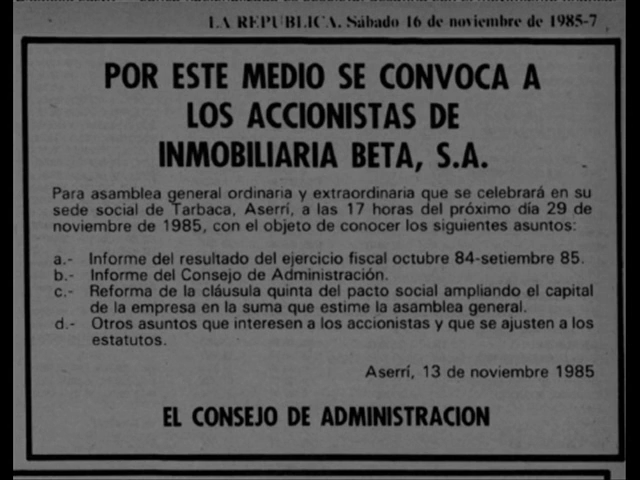 LA REPUBLICA. Sábado 16 de noviembre de 1985-7
POR ESTE MEDIO SE CONVOCA A
LOS ACCIONISTAS DE
INMOBILIARIA BETA, S.A.
Para asamblea general ordinaria y extraordinaria que se celebrará en su
sede social de Tarbaca, Aserrí, a las 17 horas del próximo día 29 de
noviembre de 1985, con el objeto de conocer los siguientes asuntos:
a.- Informe del resultado del ejercicio fiscal octubre 84-setiembre 85.
b.- Informe del Consejo de Administración.
c.- Reforma de la cláusula quinta del pacto social ampliando el capital
de la empresa en la suma que estime la asamblea general.
d.- Otros asuntos que interesen a los accionistas y que se ajusten a los
estatutos.
Aserrí, 13 de noviembre 1985
EL CONSEJO DE ADMINISTRACION